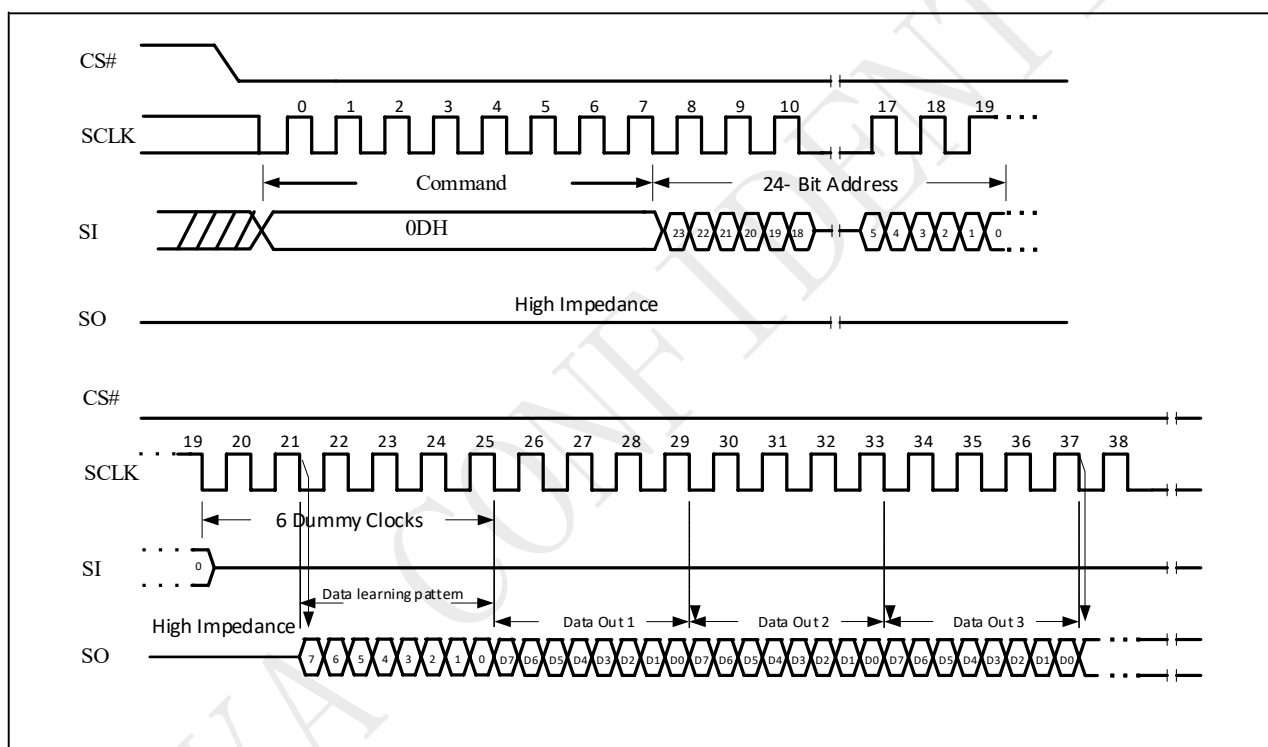 CS#
0 1 2 3 4 5 6 7 8 9 10 17 18 19
SCLK
Command 24- Bit Address
SI 0DH 23 22 21 20 19 18 5 4 3 2 1 0
High Impedance
SO
CS#
19 20 21 22 23 24 25 26 27 28 29 30 31 32 33 34 35 36 37 38
SCLK
6 Dummy Clocks
SI 0
Data learning pattern
High Impedance Data Out 1 Data Out 2 Data Out 3
SO 7 6 5 4 3 2 1 0 D7 D6 D5 D4 D3 D2 D1 D0 D7 D6 D5 D4 D3 D2 D1 D0 D7 D6 D5 D4 D3 D2 D1 D0
VA CONFIDENT